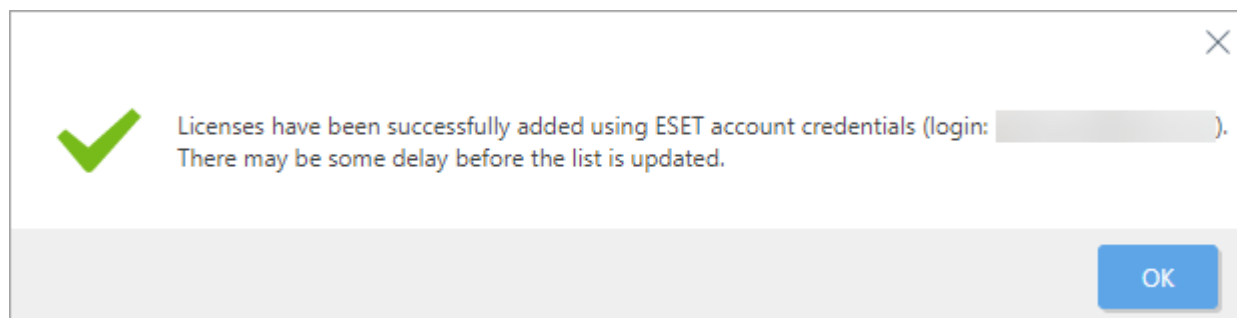 Licenses have been successfully added using ESET account credentials (login: ).
There may be some delay before the list is updated.
OK